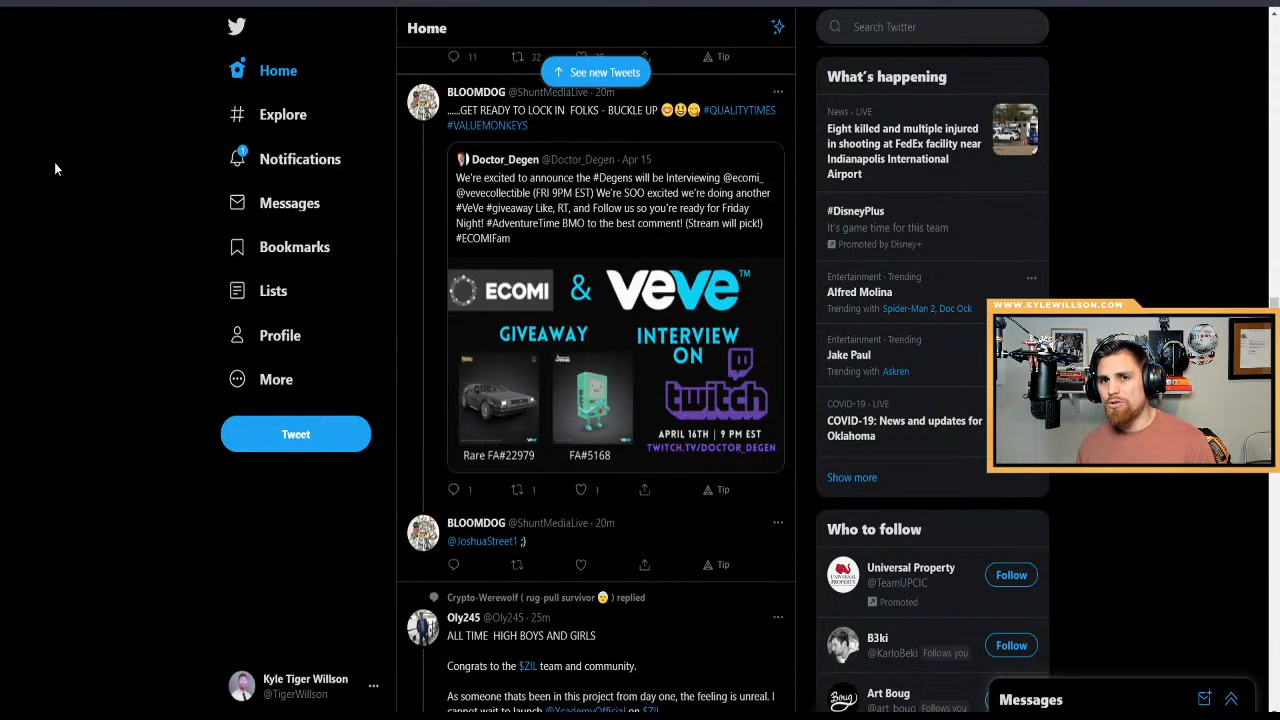 Home
Explore
Notifications
1
Messages
Bookmarks
Lists
Profile
More
Tweet
Kyle Tiger Willson
@TigerWillson
Home
11
32
Tip
See new Tweets
BLOOMDOG @ShuntMediaLive · 20m
......GET READY TO LOCK IN FOLKS - BUCKLE UP 😊😃😋 #QUALITYTIMES
#VALUEMONKEYS
Doctor_Degen @Doctor_Degen · Apr 15
We're excited to announce the #Degens will be Interviewing @ecomi_
@vevecollectible (FRI 9PM EST) We're SOO excited we're doing another
#VeVe #giveaway Like, RT, and Follow us so you're ready for Friday
Night! #AdventureTime BMO to the best comment! (Stream will pick!)
#ECOMIFam
ECOMI & VEVE™
GIVEAWAY
INTERVIEW
ON
twitch
APRIL 16TH | 9 PM EST
TWITCH.TV/DOCTOR_DEGEN
Rare FA#22979
FA#5168
1
1
1
Tip
BLOOMDOG @ShuntMediaLive · 20m
@JoshuaStreet1 ;)
Tip
Crypto-Werewolf ( rug-pull survivor 😵 ) replied
Oly245 @Oly245 · 25m
ALL TIME HIGH BOYS AND GIRLS
Congrats to the $ZIL team and community.
As someone thats been in this project from day one, the feeling is unreal. I
cannot wait to launch @XcademyOfficial on $ZIL
Search Twitter
What's happening
News · LIVE
Eight killed and multiple injured
in shooting at FedEx facility near
Indianapolis International
Airport
#DisneyPlus
It's game time for this team
Promoted by Disney+
Entertainment · Trending
Alfred Molina
Trending with Spider-Man 2, Doc Ock
Entertainment · Trending
Jake Paul
Trending with Askren
COVID-19 · LIVE
COVID-19: News and updates for
Oklahoma
Show more
WWW.KYLEWILLSON.COM
Who to follow
Universal Property
@TeamUPCIC
Promoted
Follow
B3ki
@KarloBeki Follows you
Follow
Art Boug
@art_boug
Messages